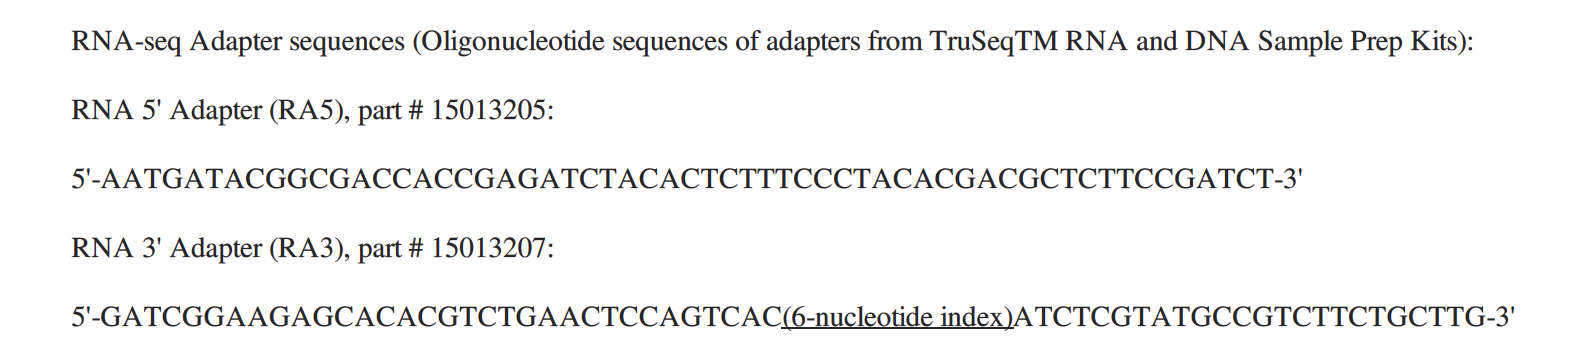 RNA-seq Adapter sequences (Oligonucleotide sequences of adapters from TruSeqTM RNA and DNA Sample Prep Kits):
RNA 5' Adapter (RA5), part # 15013205:
5'-AATGATACGGCGACCACCGAGATCTACACTCTTTCCCTACACGACGCTCTTCCGATCT-3'
RNA 3' Adapter (RA3), part # 15013207:
5'-GATCGGAAGAGCACACGTCTGAACTCCAGTCAC(6-nucleotide index)ATCTCGTATGCCGTCTTCTGCTTG-3'